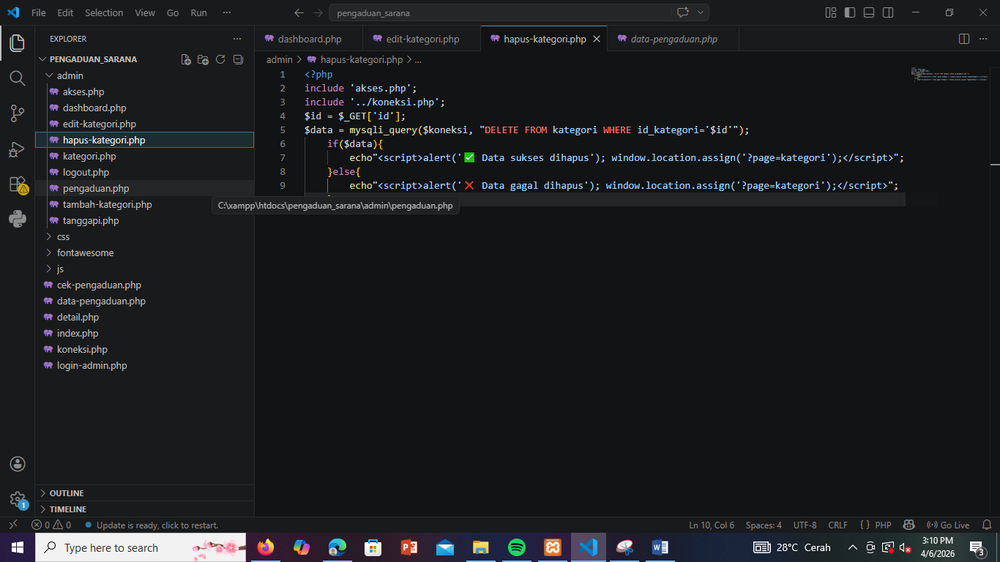 File Edit Selection View Go Run ··· pengaduan_sarana
EXPLORER
PENGADUAN_SARANA
admin
akses.php
dashboard.php
edit-kategori.php
hapus-kategori.php
kategori.php
logout.php
pengaduan.php
tambah-kategori.php
tanggapi.php
css
fontawesome
js
cek-pengaduan.php
data-pengaduan.php
detail.php
index.php
koneksi.php
login-admin.php
OUTLINE
TIMELINE
dashboard.php edit-kategori.php hapus-kategori.php data-pengaduan.php
admin > hapus-kategori.php > ...
1 <?php
2 include 'akses.php';
3 include '../koneksi.php';
4 $id = $_GET['id'];
5 $data = mysqli_query($koneksi, "DELETE FROM kategori WHERE id_kategori='$id'");
6 if($data){
7 echo"<script>alert('✅ Data sukses dihapus'); window.location.assign('?page=kategori');</script>";
8 }else{
9 echo"<script>alert('❌ Data gagal dihapus'); window.location.assign('?page=kategori');</script>";
C:\xampp\htdocs\pengaduan_sarana\admin\pengaduan.php
1
0 0 Update is ready, click to restart. Ln 10, Col 6 Spaces: 4 UTF-8 CRLF { } PHP Go Live
Type here to search 28°C Cerah 3:10 PM
4/6/2026
3